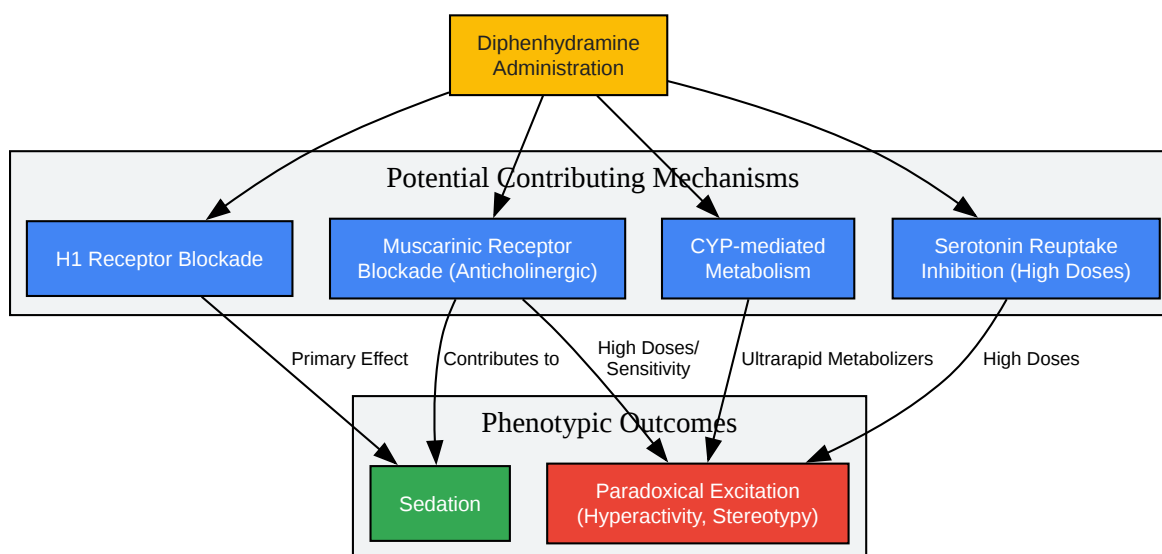 Diphenhydramine
Administration
Potential Contributing Mechanisms
H1 Receptor Blockade
Muscarinic Receptor
Blockade (Anticholinergic)
CYP-mediated
Metabolism
Serotonin Reuptake
Inhibition (High Doses)
Primary Effect
Contributes to
High Doses/
Sensitivity
Ultrarapid Metabolizers
High Doses
Phenotypic Outcomes
Sedation
Paradoxical Excitation
(Hyperactivity, Stereotypy)